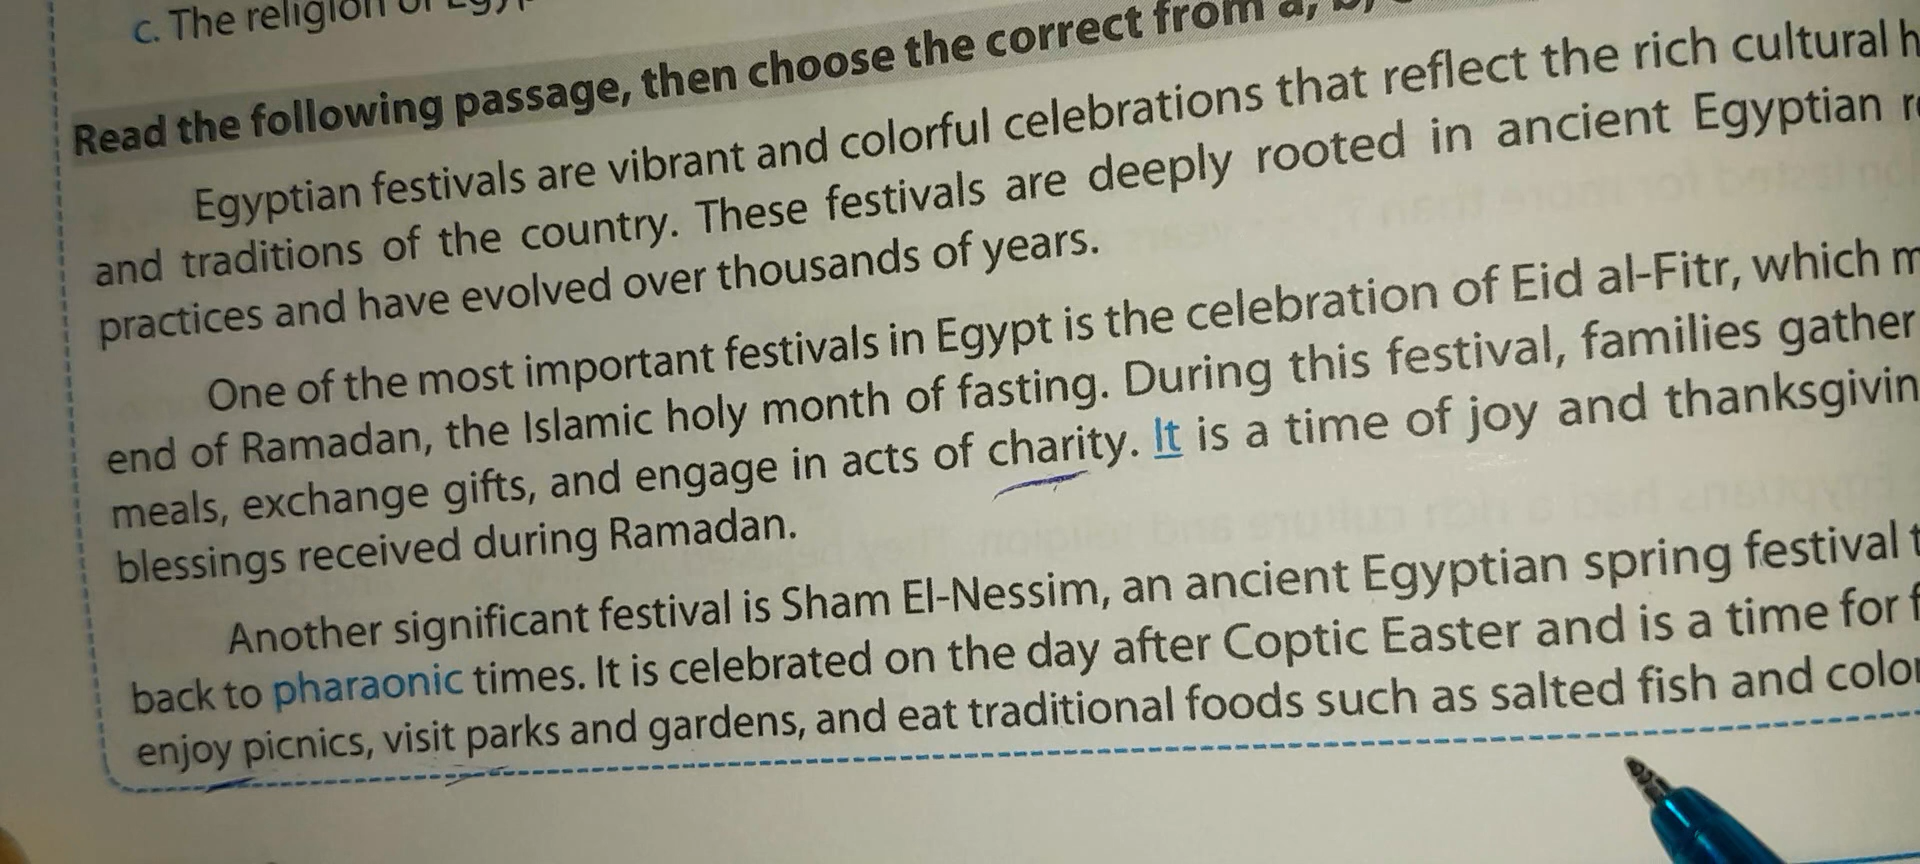 c. The religion of
Read the following passage, then choose the correct from a, b,
Egyptian festivals are vibrant and colorful celebrations that reflect the rich cultural
and traditions of the country. These festivals are deeply rooted in ancient Egyptian
practices and have evolved over thousands of years.
One of the most important festivals in Egypt is the celebration of Eid al-Fitr, which
end of Ramadan, the Islamic holy month of fasting. During this festival, families gather
meals, exchange gifts, and engage in acts of charity. It is a time of joy and thanksgivin
blessings received during Ramadan.
Another significant festival is Sham El-Nessim, an ancient Egyptian spring festival
back to pharaonic times. It is celebrated on the day after Coptic Easter and is a time for
enjoy picnics, visit parks and gardens, and eat traditional foods such as salted fish and